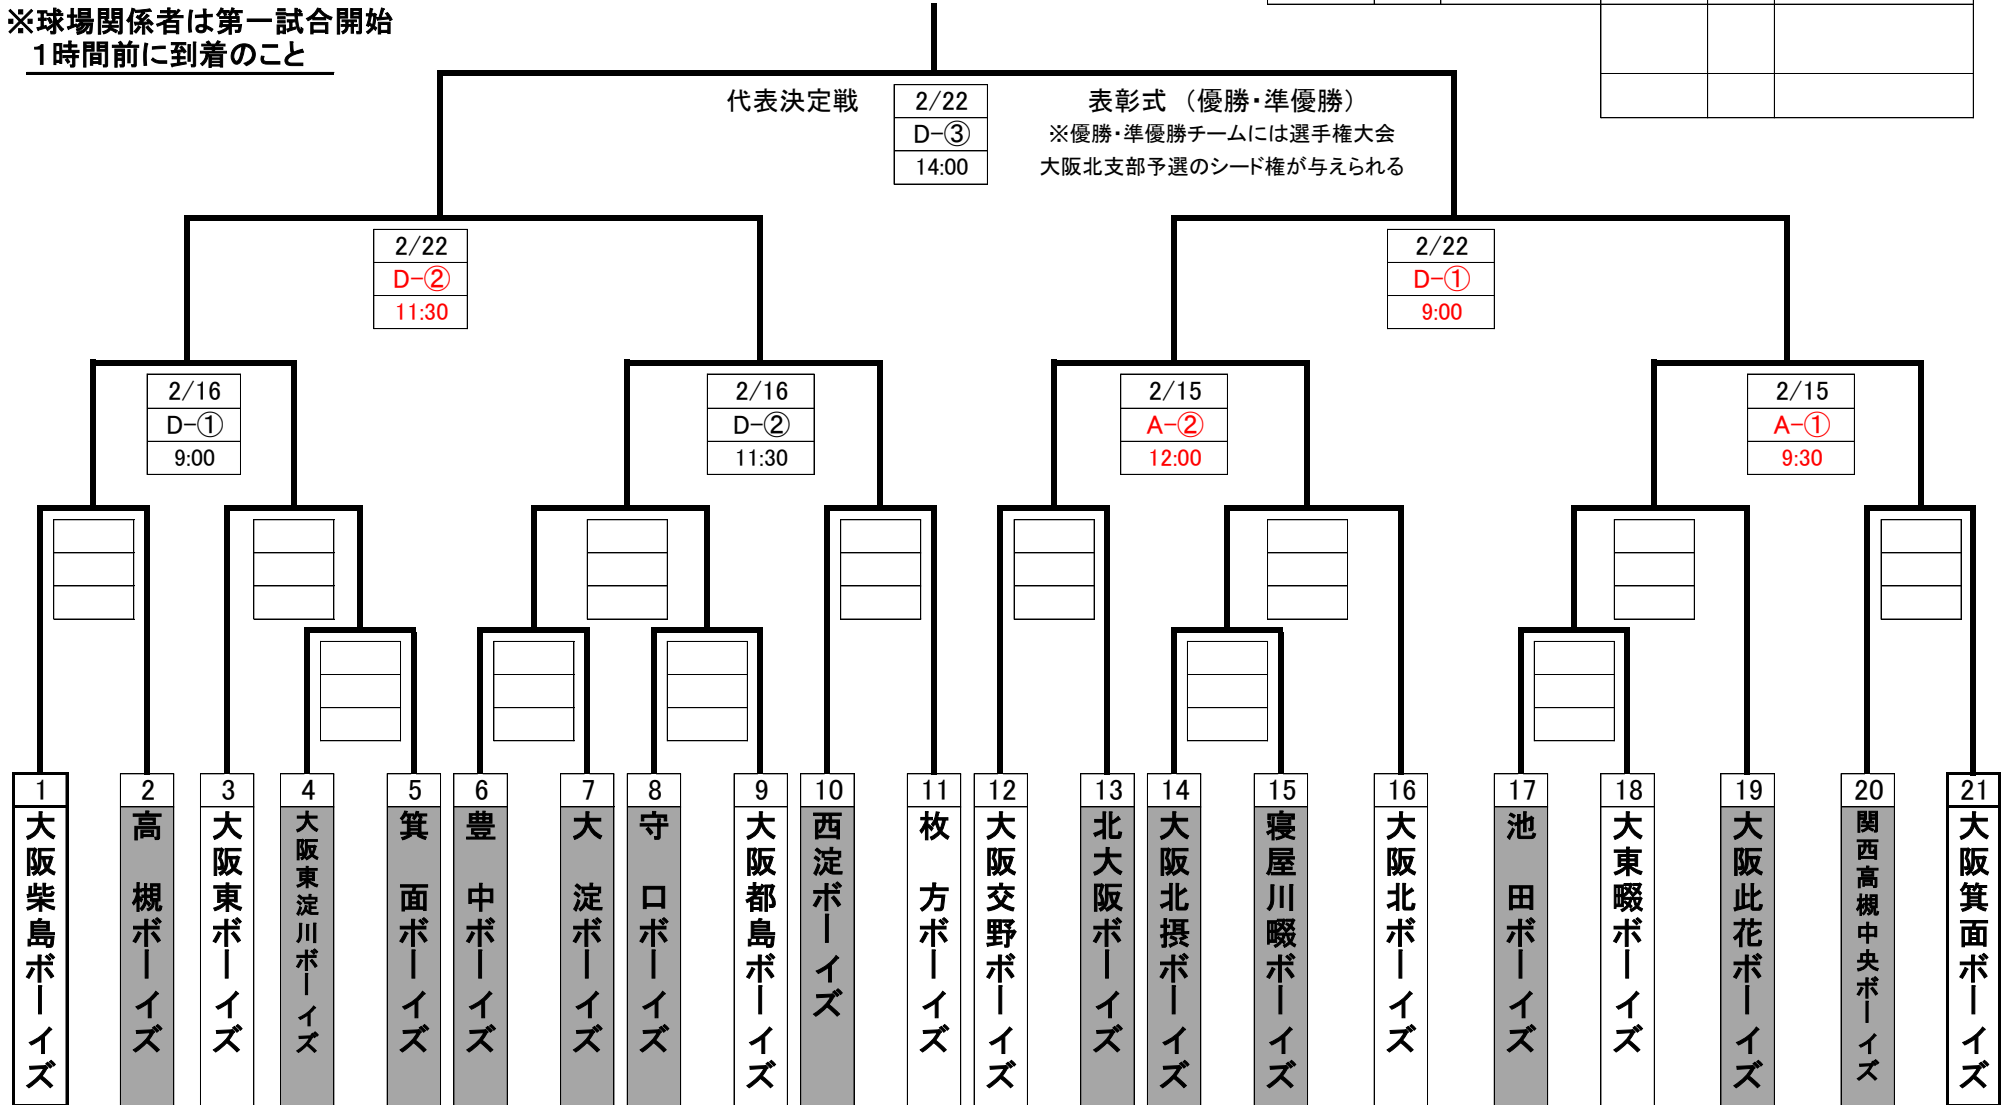 ※球場関係者は第一試合開始
1時間前に到着のこと
代表決定戦
2/22
D-③
14:00
表彰式 (優勝・準優勝)
※優勝・準優勝チームには選手権大会
大阪北支部予選のシード権が与えられる
2/22
D-②
11:30
2/22
D-①
9:00
2/16
D-①
9:00
2/16
D-②
11:30
2/15
A-②
12:00
2/15
A-①
9:30
1
大阪柴島ボーイズ
2
高槻ボーイズ
3
大阪東ボーイズ
4
大阪東淀川ボーイズ
5
箕面ボーイズ
6
豊中ボーイズ
7
大淀ボーイズ
8
守口ボーイズ
9
大阪都島ボーイズ
10
西淀ボーイズ
11
枚方ボーイズ
12
大阪交野ボーイズ
13
北大阪ボーイズ
14
大阪北摂ボーイズ
15
寝屋川畷ボーイズ
16
大阪北ボーイズ
17
池田ボーイズ
18
大東畷ボーイズ
19
大阪此花ボーイズ
20
関西高槻中央ボーイズ
21
大阪箕面ボーイズ